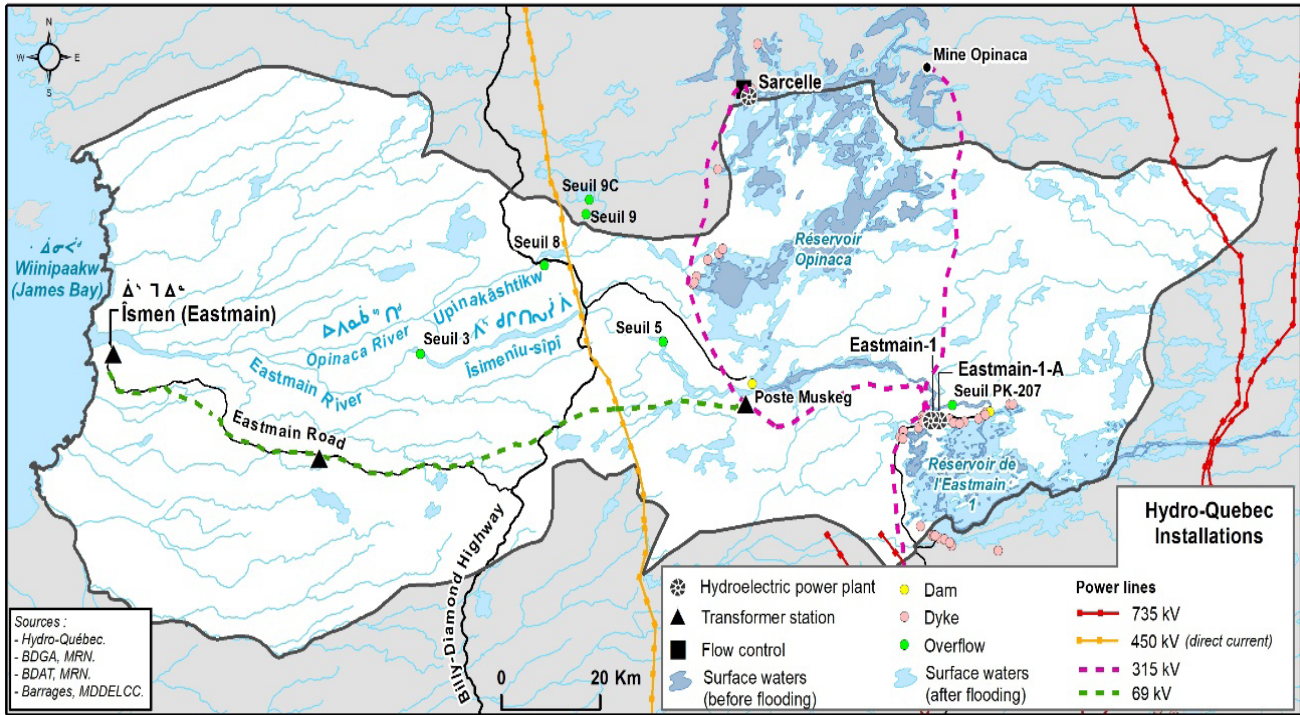 N
W E
S
Mine Opinaca
Sarcelle
Seuil 9C
Seuil 9
Seuil 8
Réservoir
Opinaca
Wiinipaakw
(James Bay)
Îsmen (Eastmain)
Upinakâshtikw
Opinaca River
Seuil 3
Îsimenîu-sîpî
Eastmain River
Seuil 5
Eastmain-1
Eastmain-1-A
Seuil PK-207
Poste Muskeg
Eastmain Road
Réservoir de
l'Eastmain
1
Billy-Diamond Highway
Hydro-Quebec
Installations
Hydroelectric power plant
Transformer station
Flow control
Surface waters
(before flooding)
Dam
Dyke
Overflow
Surface waters
(after flooding)
Power lines
735 kV
450 kV (direct current)
315 kV
69 kV
Sources :
- Hydro-Québec.
- BDGA, MRN.
- BDAT, MRN.
- Barrages, MDDELCC.
0 20 Km